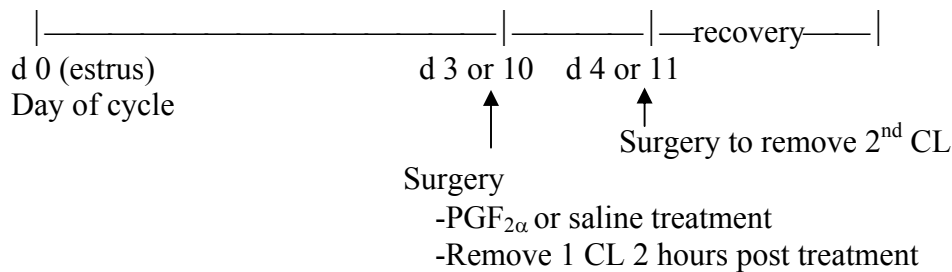 recovery
d 0 (estrus) d 3 or 10 d 4 or 11
Day of cycle
Surgery to remove 2nd CL
Surgery
-PGF2α or saline treatment
-Remove 1 CL 2 hours post treatment